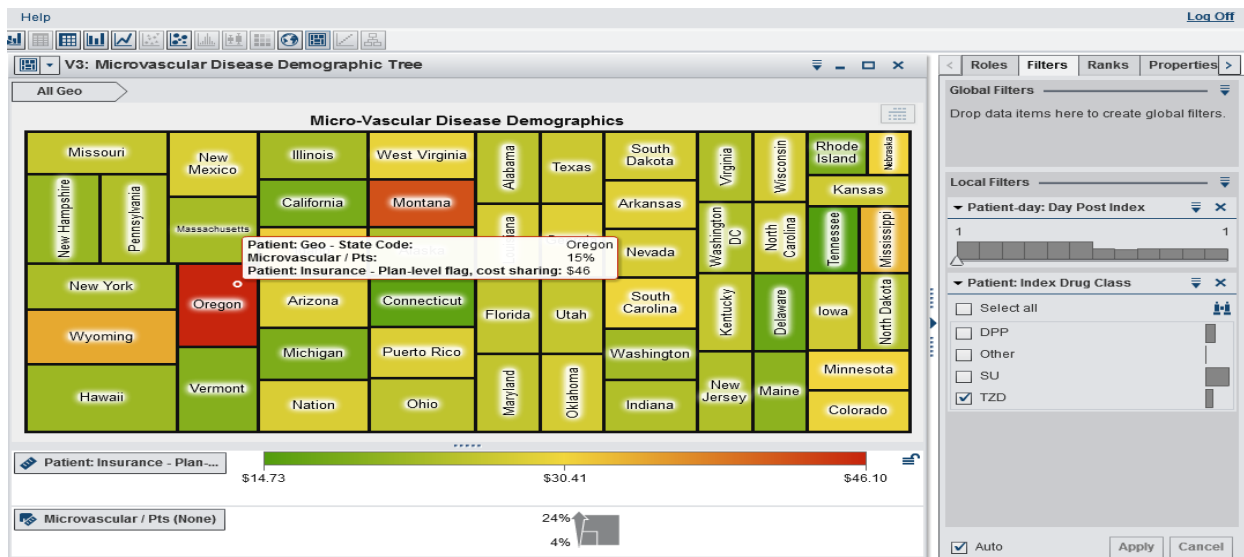 Help
Log Off
V3: Microvascular Disease Demographic Tree
All Geo
Micro-Vascular Disease Demographics
Missouri
New Mexico
Illinois
West Virginia
Alabama
Texas
South Dakota
Virginia
Wisconsin
Rhode Island
Nebraska
New Hampshire
Pennsylvania
California
Montana
Arkansas
Kansas
Massachusetts
Louisiana
Washington DC
North Carolina
Tennessee
Mississippi
Patient: Geo - State Code: Oregon
Microvascular / Pts: 15%
Patient: Insurance - Plan-level flag, cost sharing: $46
Nevada
New York
Oregon
Arizona
Connecticut
Florida
Utah
South Carolina
Kentucky
Delaware
Iowa
North Dakota
Wyoming
Michigan
Puerto Rico
Washington
Minnesota
Hawaii
Vermont
Nation
Ohio
Maryland
Oklahoma
Indiana
New Jersey
Maine
Colorado
Patient: Insurance - Plan-...
$14.73
$30.41
$46.10
Microvascular / Pts (None)
24%
4%
Roles Filters Ranks Properties
Global Filters
Drop data items here to create global filters.
Local Filters
Patient-day: Day Post Index
1 1
Patient: Index Drug Class
Select all
DPP
Other
SU
TZD
Auto Apply Cancel